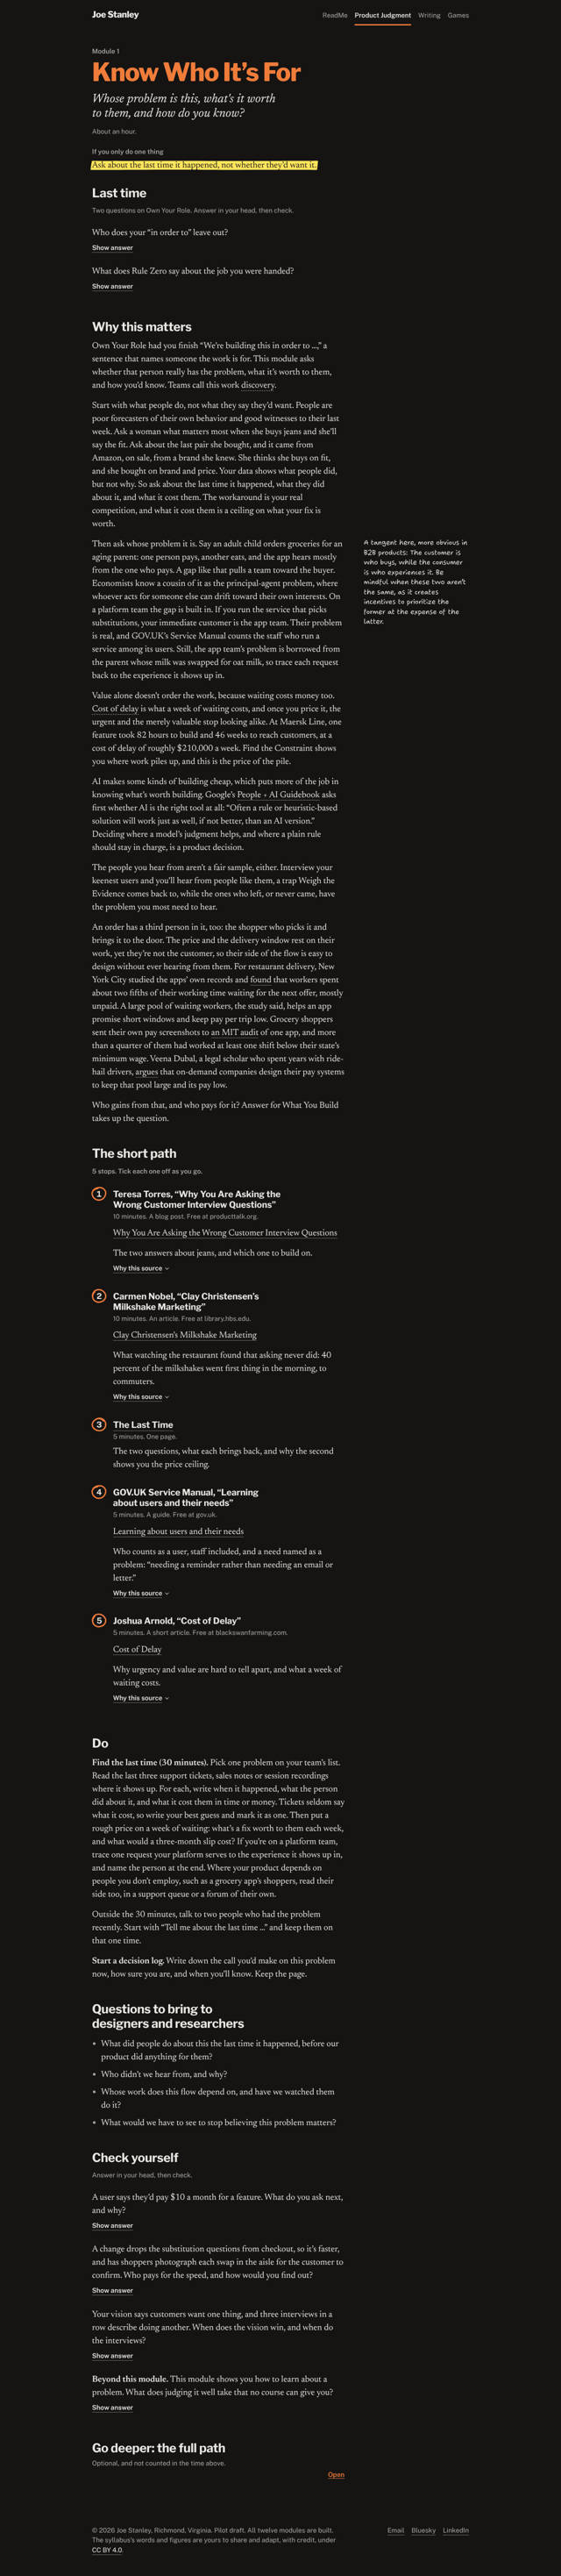 Joe Stanley
ReadMe Product Judgment Writing Games
Module 1
Know Who It’s For
Whose problem is this, what’s it worth
to them, and how do you know?
About an hour.
If you only do one thing
Ask about the last time it happened, not whether they’d want it.
Last time
Two questions on Own Your Role. Answer in your head, then check.
Who does your “in order to” leave out?
Show answer
What does Rule Zero say about the job you were handed?
Show answer
Why this matters
Own Your Role had you finish “We’re building this in order to …,” a
sentence that names someone the work is for. This module asks
whether that person really has the problem, what it’s worth to them,
and how you’d know. Teams call this work discovery.
Start with what people do, not what they say they’d want. People are
poor forecasters of their own behavior and good witnesses to their last
week. Ask a woman what matters most when she buys jeans and she’ll
say the fit. Ask about the last pair she bought, and it came from
Amazon, on sale, from a brand she knew. She thinks she buys on fit,
and she bought on brand and price. Your data shows what people did,
but not why. So ask about the last time it happened, what they did
about it, and what it cost them. The workaround is your real
competition, and what it cost them is a ceiling on what your fix is
worth.
Then ask whose problem it is. Say an adult child orders groceries for an
aging parent: one person pays, another eats, and the app hears mostly
from the one who pays. A gap like that pulls a team toward the buyer.
Economists know a cousin of it as the principal-agent problem, where
whoever acts for someone else can drift toward their own interests. On
a platform team the gap is built in. If you run the service that picks
substitutions, your immediate customer is the app team. Their problem
is real, and GOV.UK’s Service Manual counts the staff who run a
service among its users. Still, the app team’s problem is borrowed from
the parent whose milk was swapped for oat milk, so trace each request
back to the experience it shows up in.
A tangent here, more obvious in
B2B products: The customer is
who buys, while the consumer
is who experiences it. Be
mindful when these two aren’t
the same, as it creates
incentives to prioritize the
former at the expense of the
latter.
Value alone doesn’t order the work, because waiting costs money too.
Cost of delay is what a week of waiting costs, and once you price it, the
urgent and the merely valuable stop looking alike. At Maersk Line, one
feature took 82 hours to build and 46 weeks to reach customers, at a
cost of delay of roughly $210,000 a week. Find the Constraint shows
you where work piles up, and this is the price of the pile.
AI makes some kinds of building cheap, which puts more of the job in
knowing what’s worth building. Google’s People + AI Guidebook asks
first whether AI is the right tool at all: “Often a rule or heuristic-based
solution will work just as well, if not better, than an AI version.”
Deciding where a model’s judgment helps, and where a plain rule
should stay in charge, is a product decision.
The people you hear from aren’t a fair sample, either. Interview your
keenest users and you’ll hear from people like them, a trap Weigh the
Evidence comes back to, while the ones who left, or never came, have
the problem you most need to hear.
An order has a third person in it, too: the shopper who picks it and
brings it to the door. The price and the delivery window rest on their
work, yet they’re not the customer, so their side of the flow is easy to
design without ever hearing from them. For restaurant delivery, New
York City studied the apps’ own records and found that workers spent
about two fifths of their working time waiting for the next offer, mostly
unpaid. A large pool of waiting workers, the study said, helps an app
promise short windows and keep pay per trip low. Grocery shoppers
sent their own pay screenshots to an MIT audit of one app, and more
than a quarter of them had worked at least one shift below their state’s
minimum wage. Veena Dubal, a legal scholar who spent years with ride-
hail drivers, argues that on-demand companies design their pay systems
to keep that pool large and its pay low.
Who gains from that, and who pays for it? Answer for What You Build
takes up the question.
The short path
5 stops. Tick each one off as you go.
1
Teresa Torres, “Why You Are Asking the
Wrong Customer Interview Questions”
10 minutes. A blog post. Free at producttalk.org.
Why You Are Asking the Wrong Customer Interview Questions
The two answers about jeans, and which one to build on.
Why this source
2
Carmen Nobel, “Clay Christensen’s
Milkshake Marketing”
10 minutes. An article. Free at library.hbs.edu.
Clay Christensen’s Milkshake Marketing
What watching the restaurant found that asking never did: 40
percent of the milkshakes went first thing in the morning, to
commuters.
Why this source
3
The Last Time
5 minutes. One page.
The two questions, what each brings back, and why the second
shows you the price ceiling.
4
GOV.UK Service Manual, “Learning
about users and their needs”
5 minutes. A guide. Free at gov.uk.
Learning about users and their needs
Who counts as a user, staff included, and a need named as a
problem: “needing a reminder rather than needing an email or
letter.”
Why this source
5
Joshua Arnold, “Cost of Delay”
5 minutes. A short article. Free at blackswanfarming.com.
Cost of Delay
Why urgency and value are hard to tell apart, and what a week of
waiting costs.
Why this source
Do
Find the last time (30 minutes). Pick one problem on your team’s list.
Read the last three support tickets, sales notes or session recordings
where it shows up. For each, write when it happened, what the person
did about it, and what it cost them in time or money. Tickets seldom say
what it cost, so write your best guess and mark it as one. Then put a
rough price on a week of waiting: what’s a fix worth to them each week,
and what would a three-month slip cost? If you’re on a platform team,
trace one request your platform serves to the experience it shows up in,
and name the person at the end. Where your product depends on
people you don’t employ, such as a grocery app’s shoppers, read their
side too, in a support queue or a forum of their own.
Outside the 30 minutes, talk to two people who had the problem
recently. Start with “Tell me about the last time …” and keep them on
that one time.
Start a decision log. Write down the call you’d make on this problem
now, how sure you are, and when you’ll know. Keep the page.
Questions to bring to
designers and researchers
• What did people do about this the last time it happened, before our
product did anything for them?
• Who didn’t we hear from, and why?
• Whose work does this flow depend on, and have we watched them
do it?
• What would we have to see to stop believing this problem matters?
Check yourself
Answer in your head, then check.
A user says they’d pay $10 a month for a feature. What do you ask next,
and why?
Show answer
A change drops the substitution questions from checkout, so it’s faster,
and has shoppers photograph each swap in the aisle for the customer to
confirm. Who pays for the speed, and how would you find out?
Show answer
Your vision says customers want one thing, and three interviews in a
row describe doing another. When does the vision win, and when do
the interviews?
Show answer
Beyond this module. This module shows you how to learn about a
problem. What does judging it well take that no course can give you?
Show answer
Go deeper: the full path
Optional, and not counted in the time above.
Open
© 2026 Joe Stanley, Richmond, Virginia. Pilot draft. All twelve modules are built.
The syllabus’s words and figures are yours to share and adapt, with credit, under
CC BY 4.0.
Email Bluesky LinkedIn